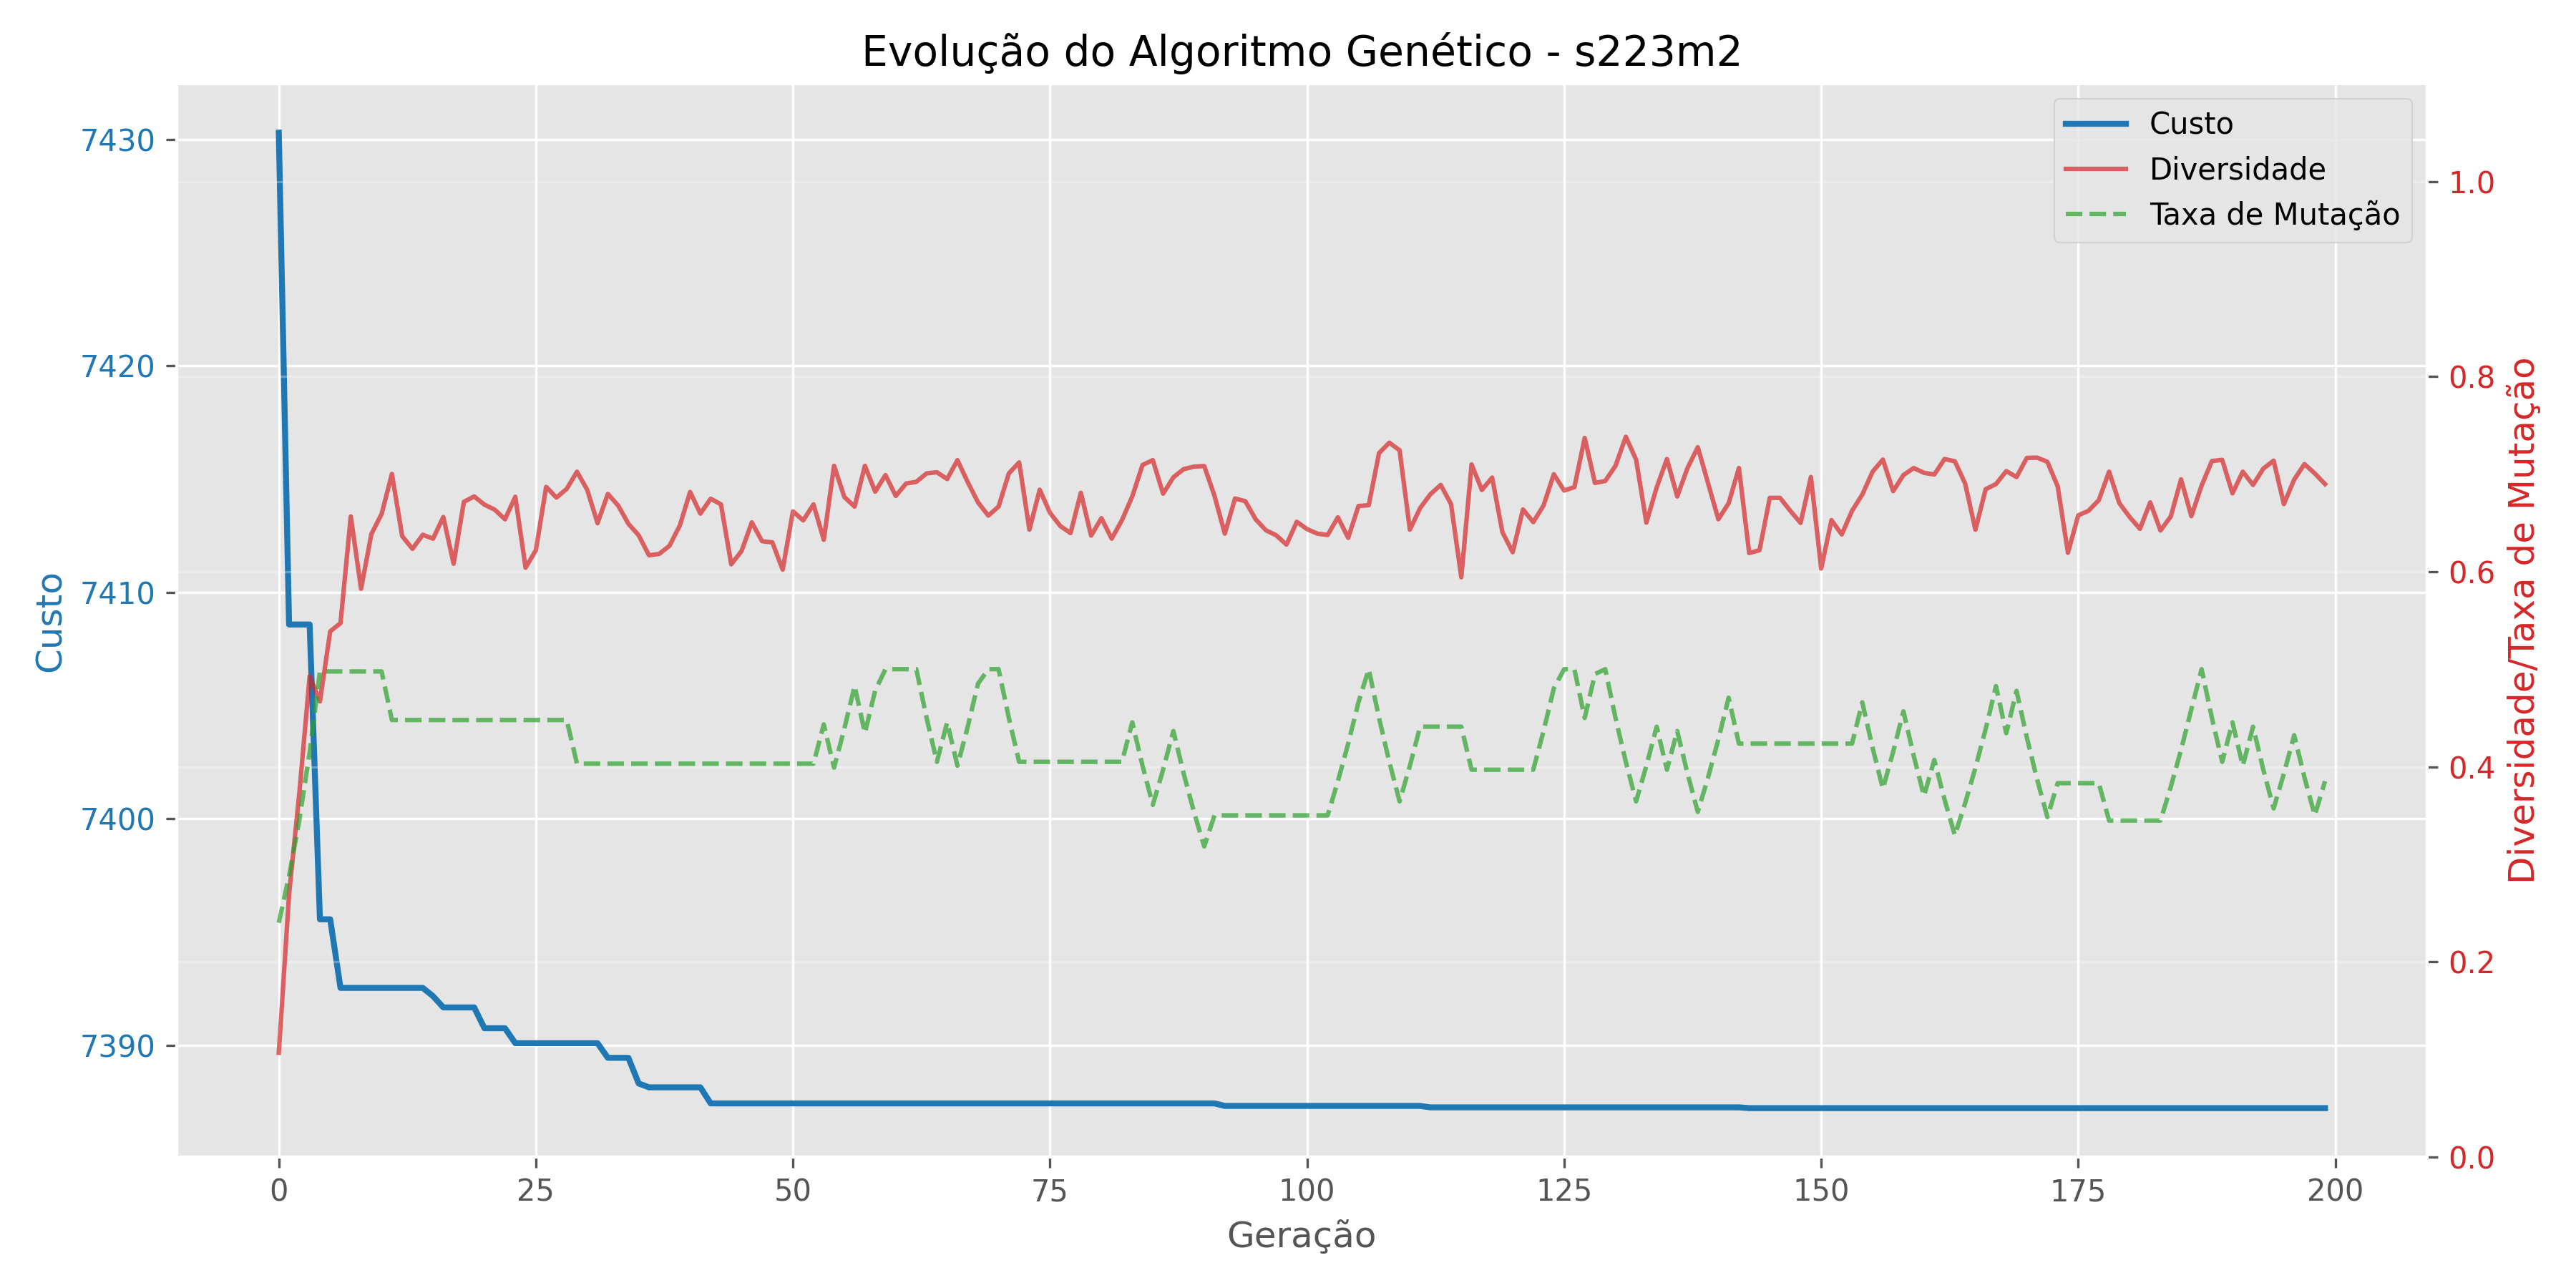 Evolução do Algoritmo Genético - s223m2
Custo
Diversidade
Taxa de Mutação
7430
7420
7410
7400
7390
Custo
1.0
0.8
0.6
0.4
0.2
0.0
Diversidade/Taxa de Mutação
0 25 50 75 100 125 150 175 200
Geração